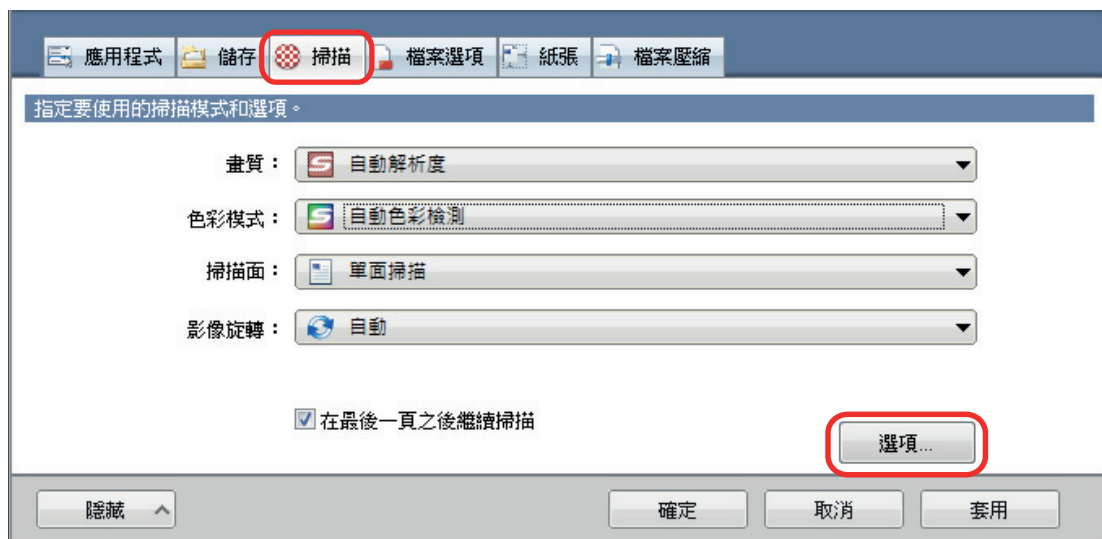 應用程式 儲存 掃描 檔案選項 紙張 檔案壓縮
指定要使用的掃描模式和選項。
畫質： 自動解析度
色彩模式： 自動色彩檢測
掃描面： 單面掃描
影像旋轉： 自動
在最後一頁之後繼續掃描
選項...
隱藏 確定 取消 套用